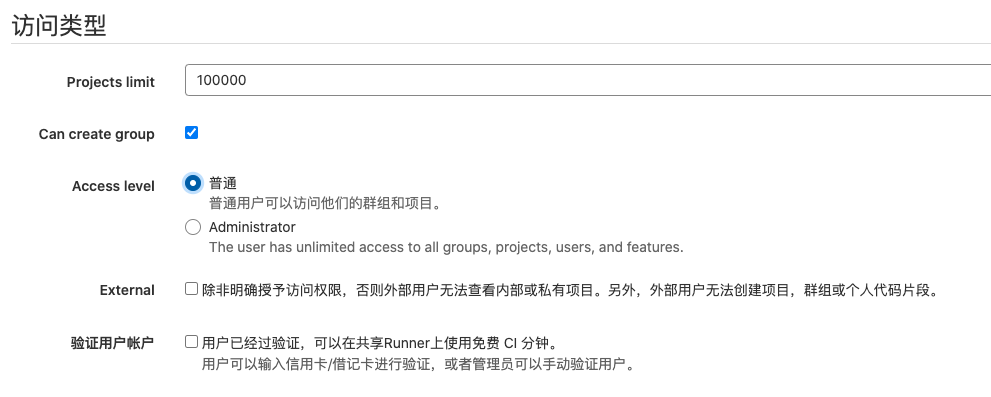 访问类型
Projects limit
100000
Can create group
Access level
普通
普通用户可以访问他们的群组和项目。
Administrator
The user has unlimited access to all groups, projects, users, and features.
External
除非明确授予访问权限，否则外部用户无法查看内部或私有项目。另外，外部用户无法创建项目，群组或个人代码片段。
验证用户帐户
用户已经过验证，可以在共享Runner上使用免费 CI 分钟。
用户可以输入信用卡/借记卡进行验证，或者管理员可以手动验证用户。